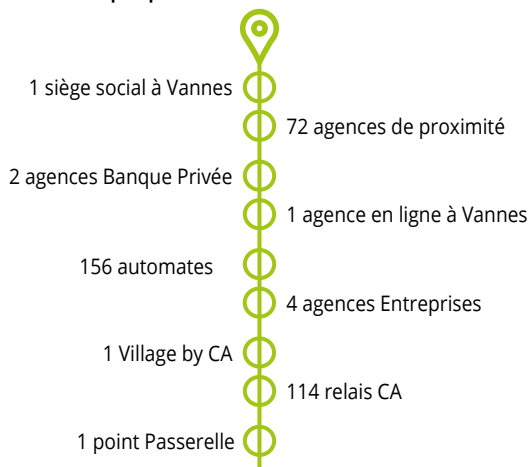 1 siège social à Vannes
72 agences de proximité
2 agences Banque Privée
1 agence en ligne à Vannes
156 automates
4 agences Entreprises
1 Village by CA
114 relais CA
1 point Passerelle